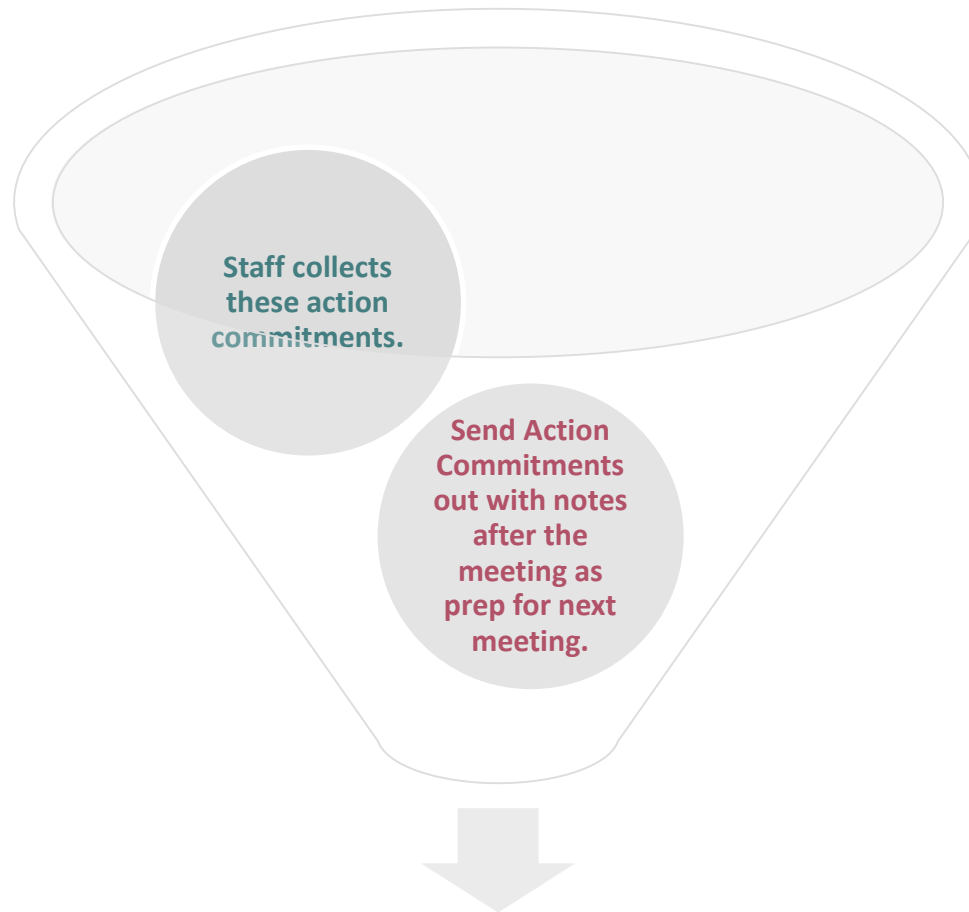 Staff collects
these action
commitments.
Send Action
Commitments
out with notes
after the
meeting as
prep for next
meeting.